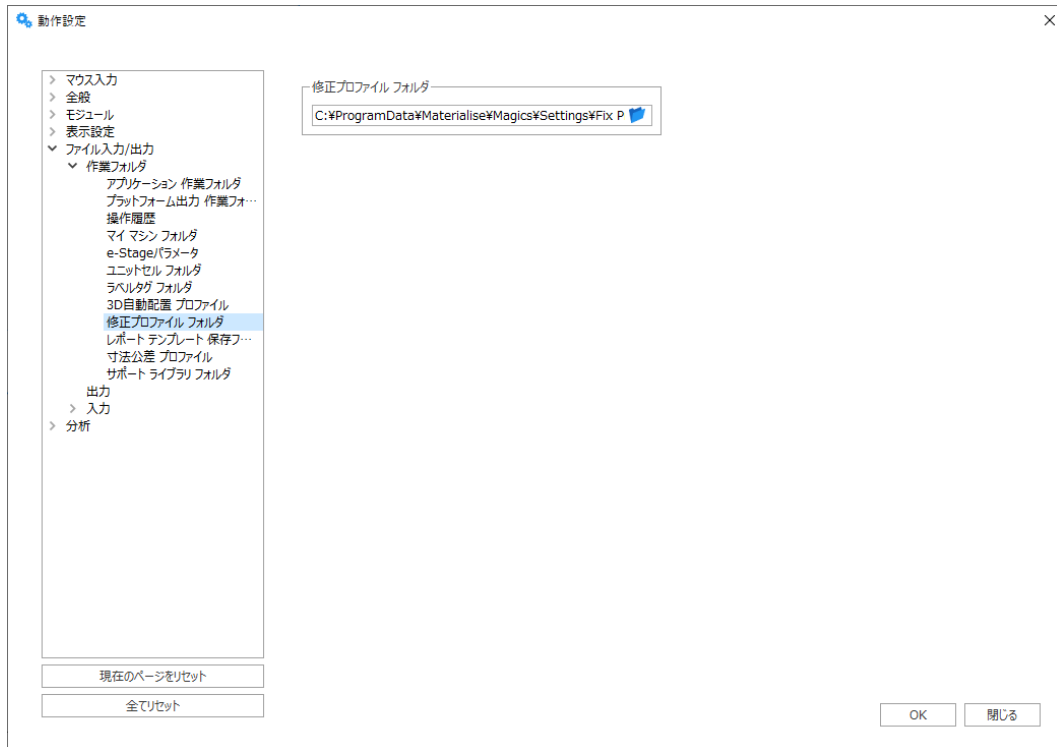 動作設定
マウス入力
全般
モジュール
表示設定
ファイル入力/出力
作業フォルダ
アプリケーション 作業フォルダ
プラットフォーム出力 作業フォ…
操作履歴
マイ マシン フォルダ
e-Stageパラメータ
ユニットセル フォルダ
ラベルタグ フォルダ
3D自動配置 プロファイル
修正プロファイル フォルダ
レポート テンプレート 保存フ…
寸法公差 プロファイル
サポート ライブラリ フォルダ
出力
入力
分析
現在のページをリセット
全てリセット
修正プロファイル フォルダ
C:¥ProgramData¥Materialise¥Magics¥Settings¥Fix P
OK
閉じる